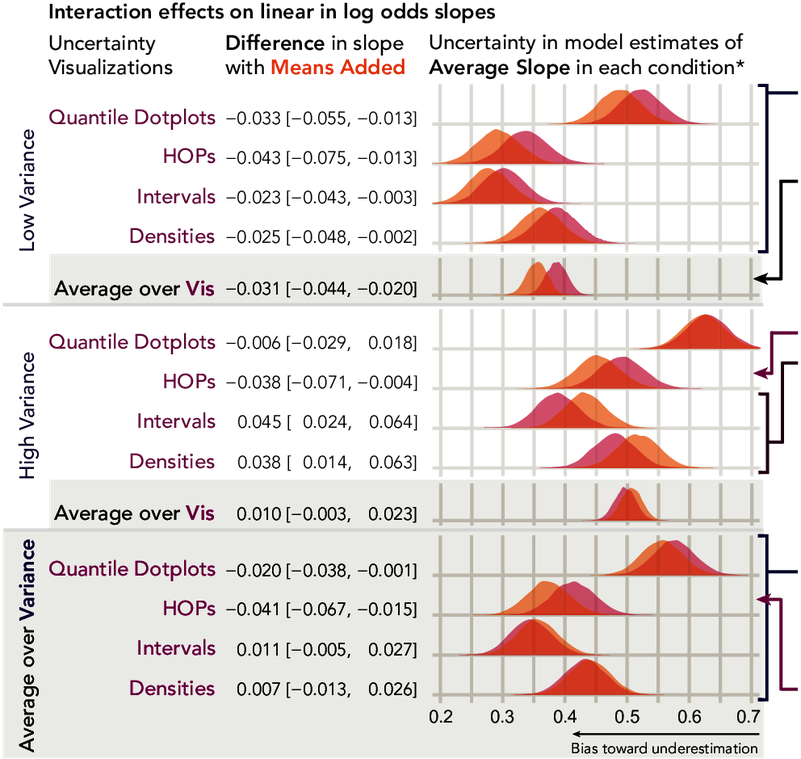 Interaction effects on linear in log odds slopes
Uncertainty Visualizations
Difference in slope with Means Added
Uncertainty in model estimates of Average Slope in each condition*
Low Variance
Quantile Dotplots −0.033 [−0.055, −0.013]
HOPs −0.043 [−0.075, −0.013]
Intervals −0.023 [−0.043, −0.003]
Densities −0.025 [−0.048, −0.002]
Average over Vis −0.031 [−0.044, −0.020]
High Variance
Quantile Dotplots −0.006 [−0.029, 0.018]
HOPs −0.038 [−0.071, −0.004]
Intervals 0.045 [ 0.024, 0.064]
Densities 0.038 [ 0.014, 0.063]
Average over Vis 0.010 [−0.003, 0.023]
Average over Variance
Quantile Dotplots −0.020 [−0.038, −0.001]
HOPs −0.041 [−0.067, −0.015]
Intervals 0.011 [−0.005, 0.027]
Densities 0.007 [−0.013, 0.026]
0.2 0.3 0.4 0.5 0.6 0.7
Bias toward underestimation